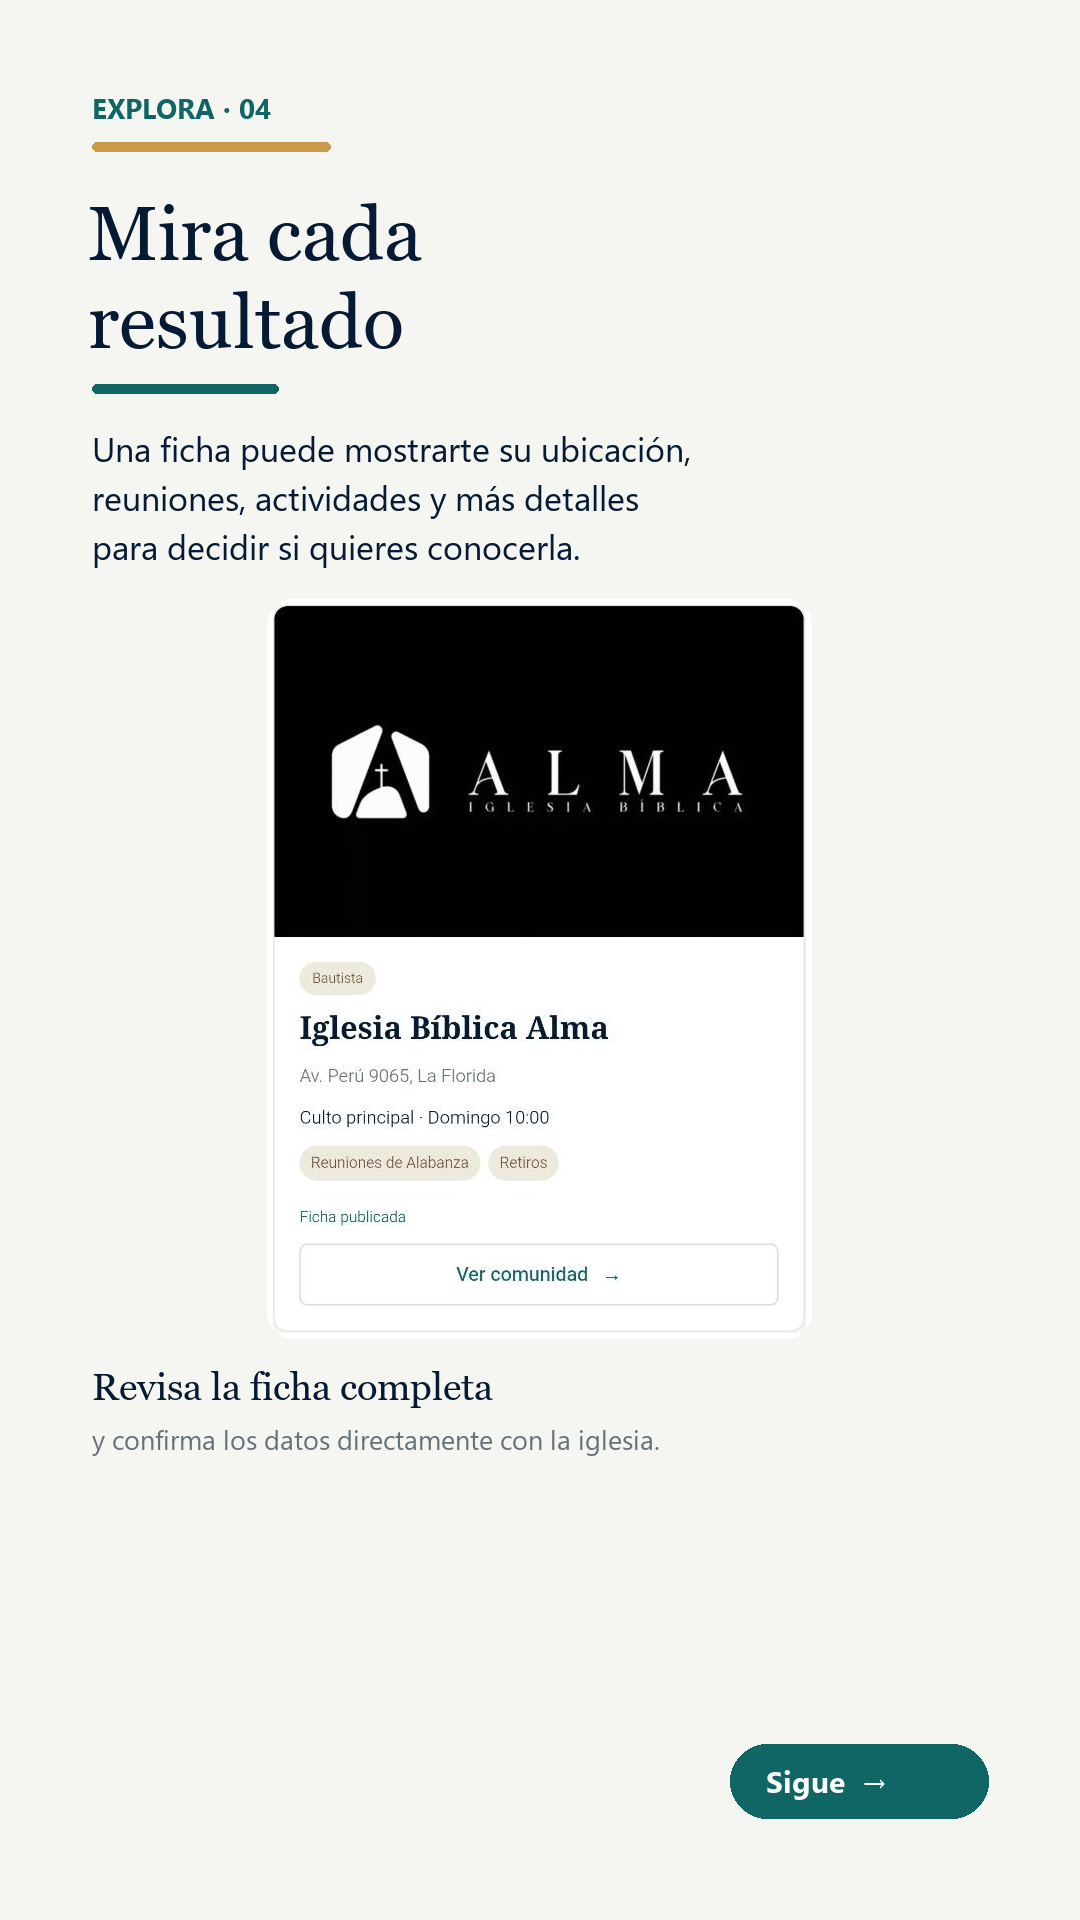 EXPLORA · 04
Mira cada
resultado
Una ficha puede mostrarte su ubicación,
reuniones, actividades y más detalles
para decidir si quieres conocerla.
ALMA
IGLESIA BÍBLICA
Bautista
Iglesia Bíblica Alma
Av. Perú 9065, La Florida
Culto principal · Domingo 10:00
Reuniones de Alabanza Retiros
Ficha publicada
Ver comunidad →
Revisa la ficha completa
y confirma los datos directamente con la iglesia.
Sigue →